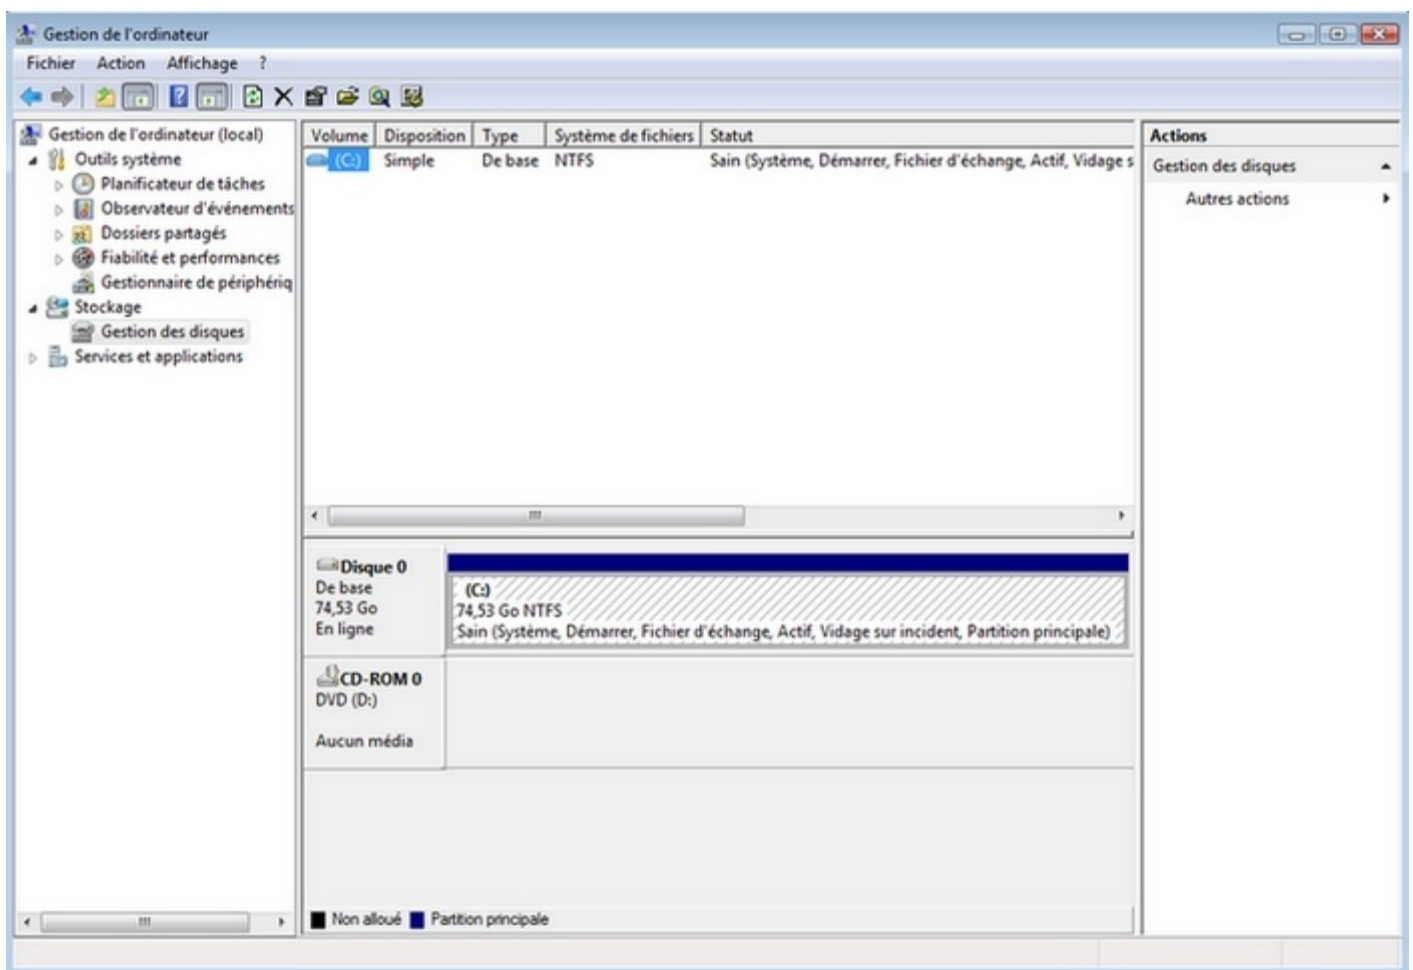 Gestion de l'ordinateur
Fichier Action Affichage ?
Gestion de l'ordinateur (local)
Outils système
Planificateur de tâches
Observateur d'événements
Dossiers partagés
Fiabilité et performances
Gestionnaire de périphériq
Stockage
Gestion des disques
Services et applications
Volume Disposition Type Système de fichiers Statut
(C:) Simple De base NTFS Sain (Système, Démarrer, Fichier d'échange, Actif, Vidage s
Disque 0
De base
74,53 Go
En ligne
(C:)
74,53 Go NTFS
Sain (Système, Démarrer, Fichier d'échange, Actif, Vidage sur incident, Partition principale)
CD-ROM 0
DVD (D:)
Aucun média
Non alloué Partition principale
Actions
Gestion des disques
Autres actions